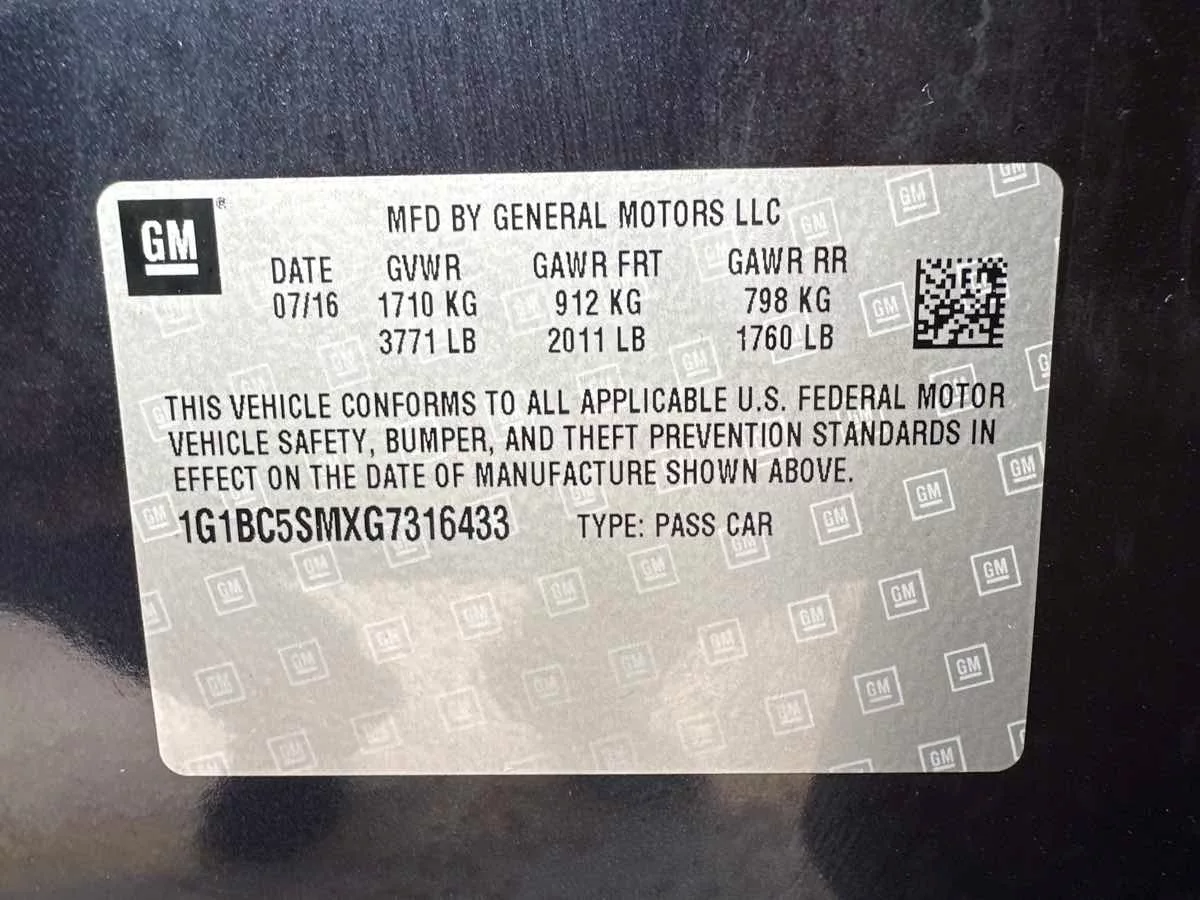 GM®
MFD BY GENERAL MOTORS LLC
DATE GVWR GAWR FRT GAWR RR
07/16 1710 KG 912 KG 798 KG
3771 LB 2011 LB 1760 LB
THIS VEHICLE CONFORMS TO ALL APPLICABLE U.S. FEDERAL MOTOR
VEHICLE SAFETY, BUMPER, AND THEFT PREVENTION STANDARDS IN
EFFECT ON THE DATE OF MANUFACTURE SHOWN ABOVE.
1G1BC5SMXG7316433 TYPE: PASS CAR